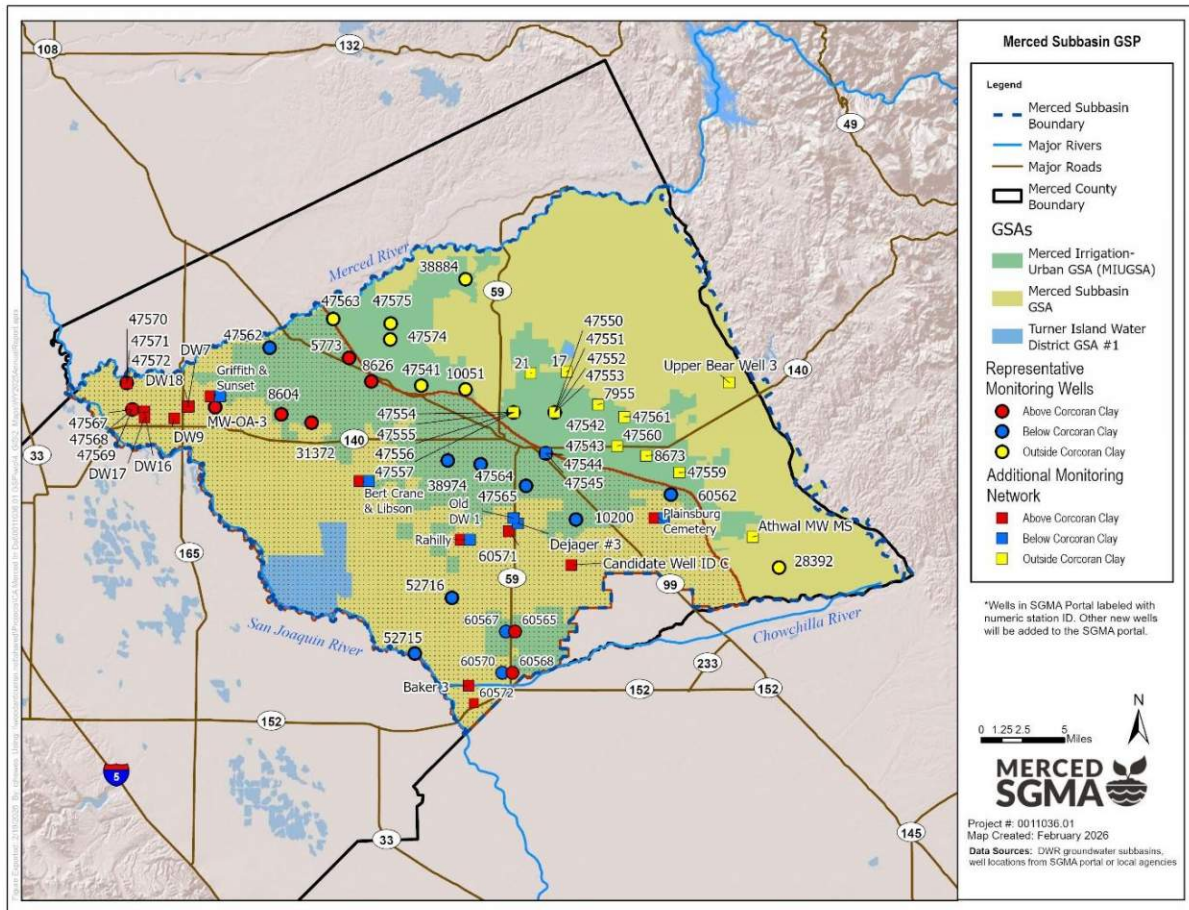 Merced Subbasin GSP
Legend
Merced Subbasin
Boundary
Major Rivers
Major Roads
Merced County
Boundary
GSAs
Merced Irrigation-
Urban GSA (MIUGSA)
Merced Subbasin
GSA
Turner Island Water
District GSA #1
Representative
Monitoring Wells
Above Corcoran Clay
Below Corcoran Clay
Outside Corcoran Clay
Additional Monitoring
Network
Above Corcoran Clay
Below Corcoran Clay
Outside Corcoran Clay
*Wells in SGMA Portal labeled with
numeric station ID. Other new wells
will be added to the SGMA portal.
N
0 1.25 2.5 5
Miles
MERCED
SGMA
Project #: 0011036.01
Map Created: February 2026
Data Sources: DWR groundwater subbasins,
well locations from SGMA portal or local agencies
108
132
49
Merced River
38884
59
47563
47575
47570
47571
47572
47562
5773
47574
47550
47551
47552
47553
DW7
DW18
Griffith &
Sunset
8626
47541
10051
21
17
Upper Bear Well 3
140
7955
8604
47554
47555
47556
47557
47542
47543
47544
47545
47561
47560
8673
47559
47567
47568
47569
DW17
DW16
DW9
MW-OA-3
31372
140
33
38974
47564
47565
Bert Crane
& Libson
Old
DW 1
60562
Plainsburg
Cemetery
10200
Dejager #3
Athwal MW MS
Rahilly
60571
165
Candidate Well ID C
28392
59
99
52716
San Joaquin River
60567
60565
Chowchilla River
52715
233
60570
60568
Baker 3
60572
152
152
152
5
33
145